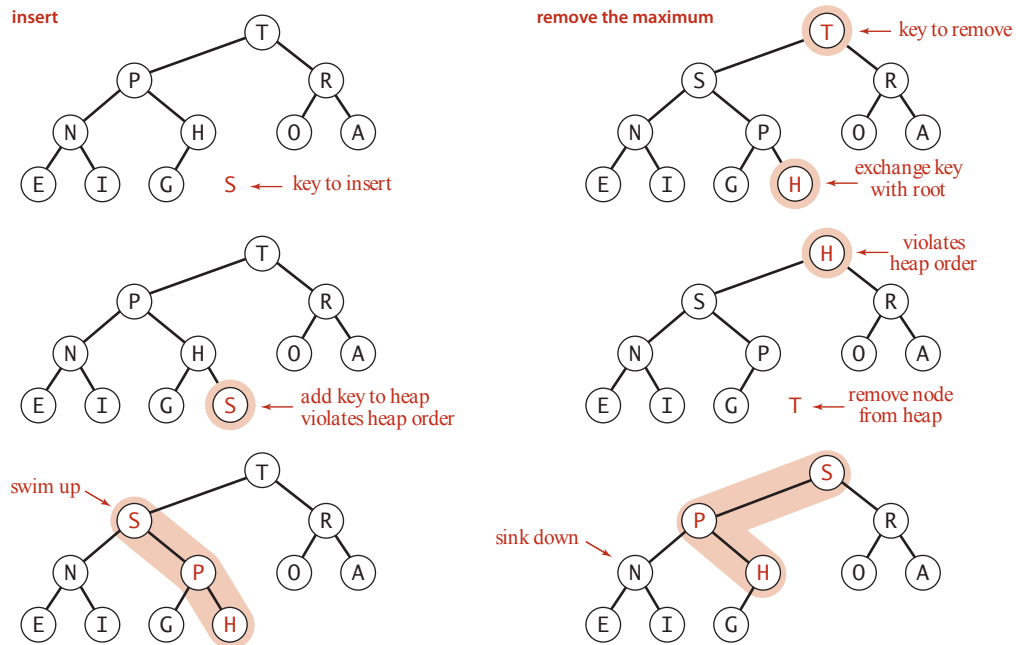 insert
T
P
R
N
H
O
A
E
I
G
S
key to insert
T
P
R
N
H
O
A
E
I
G
S
add key to heap
violates heap order
swim up
T
S
R
N
P
O
A
E
I
G
H
remove the maximum
T
key to remove
S
R
N
P
O
A
E
I
G
H
exchange key
with root
H
violates
heap order
S
R
N
P
O
A
E
I
G
T
remove node
from heap
S
P
R
sink down
N
H
O
A
E
I
G